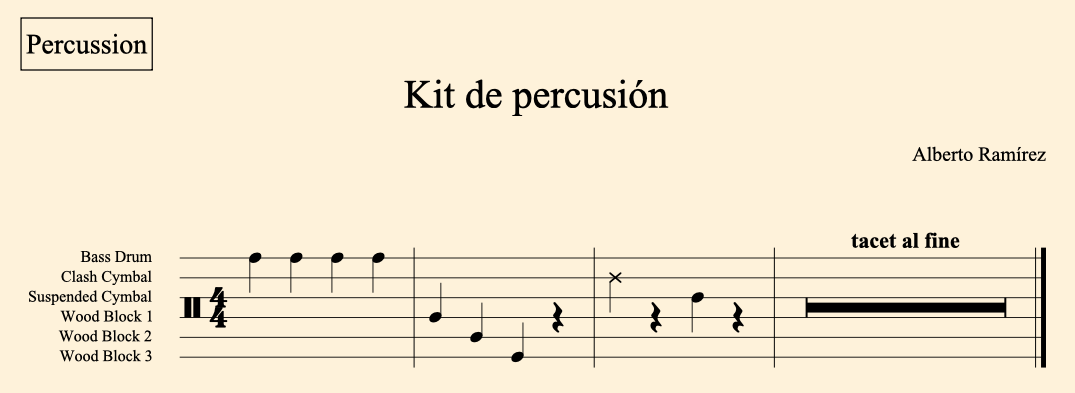 Percussion
Kit de percusión
Alberto Ramírez
tacet al fine
Bass Drum
Clash Cymbal
Suspended Cymbal
Wood Block 1
Wood Block 2
Wood Block 3
4
4